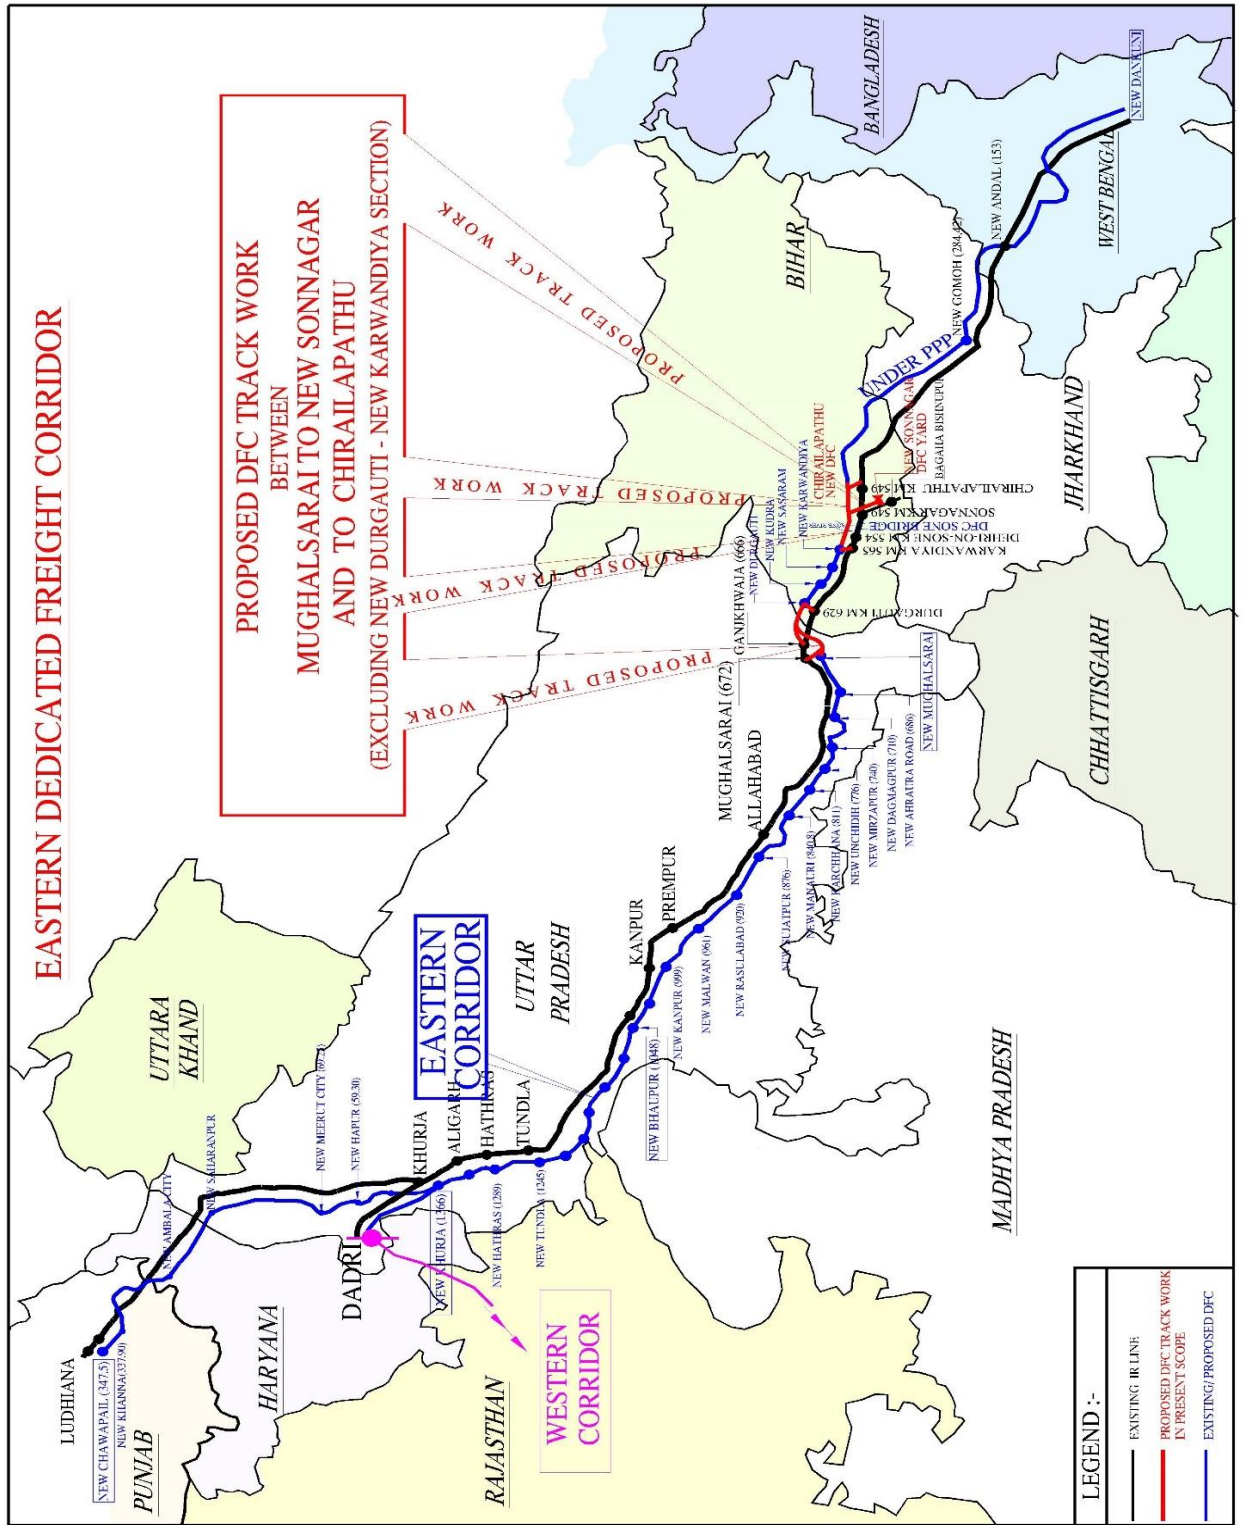 EASTERN DEDICATED FREIGHT CORRIDOR
PROPOSED DFC TRACK WORK
BETWEEN
MUGHALSARAI TO NEW SONNAGAR
AND TO CHIRAILAPATHU
(EXCLUDING NEW DURGAUTI - NEW KARWANDIYA SECTION)
PROPOSED TRACK WORK
PROPOSED TRACK WORK
PROPOSED TRACK WORK
PROPOSED TRACK WORK
LUDHIANA
NEW CHAWAPAIL (347.5)
NEW KHANNA(337.90)
PUNJAB
NEW AMBALA CITY
NEW SAHARANPUR
UTTARA
KHAND
NEW MEERUT CITY (69.23)
NEW HAPUR (59.30)
HARYANA
DADRI
KHURJA
ALIGARH
HATHRAS
TUNDLA
NEW KHURJA (1366)
NEW HATHRAS (1289)
NEW TUNDLA (1245)
EASTERN
CORRIDOR
WESTERN
CORRIDOR
RAJASTHAN
UTTAR
PRADESH
KANPUR
PREMPUR
NEW BHAUPUR (1048)
NEW KANPUR (999)
NEW MALWAN (961)
NEW RASULABAD (920)
NEW SUJATPUR (876)
NEW MANAURI (840.8)
NEW KARCHHANA (811)
NEW UNCHIDIH (776)
NEW MIRZAPUR (740)
NEW DAGMAGPUR (710)
NEW AHRAURA ROAD (686)
NEW MUGHALSARAI
ALLAHABAD
MUGHALSARAI (672)
GANJKHWAJA (666)
NEW DURGAUTI
NEW KUDRA
NEW SASARAM
NEW KARWANDIYA
CHIRAILAPATHU
NEW DFC
DURGAUTI KM 629
KARWANDIYA KM 565
DEHRI-ON-SONE KM 554
DFC SONE BRIDGE
SONNAGAR KM 549
CHIRAILAPATHU KM 549
NEW SONNAGAR
DFC YARD
BAGAHA BISHNUPUR
UNDER PPP
NEW GOMOH (284.42)
NEW ANDAL (153)
NEW DANKUNI
BIHAR
BANGLADESH
WEST BENGAL
JHARKHAND
CHHATTISGARH
MADHYA PRADESH
LEGEND :-
EXISTING IR LINE
PROPOSED DFC TRACK WORK
IN PRESENT SCOPE
EXISTING/ PROPOSED DFC